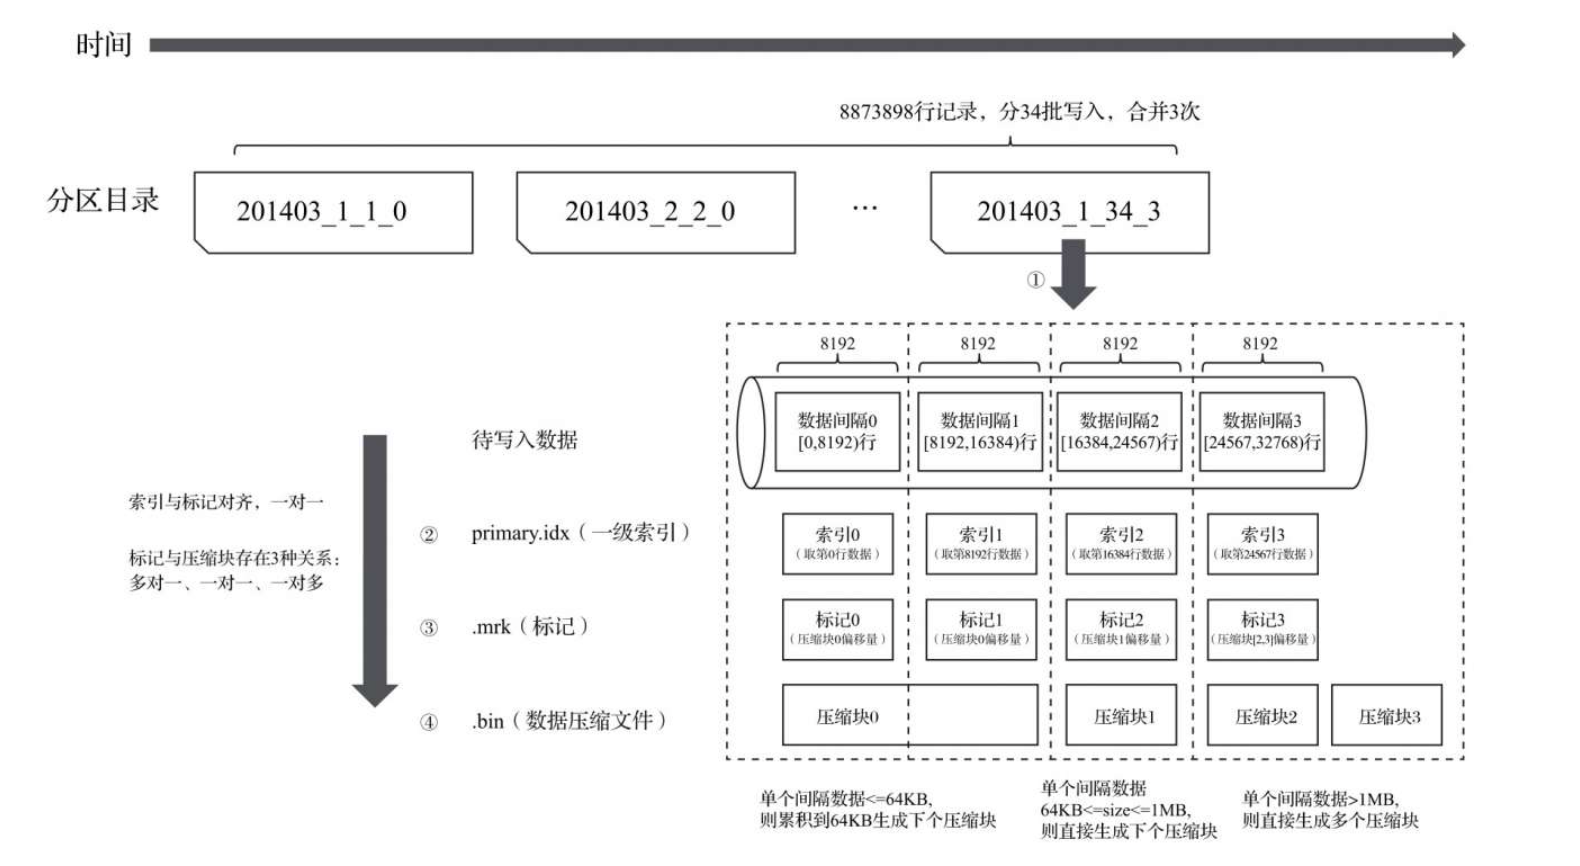 时间
8873898行记录，分34批写入，合并3次
分区目录
201403_1_1_0
201403_2_2_0
...
201403_1_34_3
①
8192
8192
8192
8192
待写入数据
数据间隔0
[0,8192)行
数据间隔1
[8192,16384)行
数据间隔2
[16384,24567)行
数据间隔3
[24567,32768)行
索引与标记对齐，一对一
标记与压缩块存在3种关系：
多对一、一对一、一对多
② primary.idx（一级索引）
索引0
（取第0行数据）
索引1
（取第8192行数据）
索引2
（取第16384行数据）
索引3
（取第24567行数据）
③ .mrk（标记）
标记0
（压缩块0偏移量）
标记1
（压缩块0偏移量）
标记2
（压缩块1偏移量）
标记3
（压缩块[2,3]偏移量）
④ .bin（数据压缩文件）
压缩块0
压缩块1
压缩块2
压缩块3
单个间隔数据<=64KB,
则累积到64KB生成下个压缩块
单个间隔数据
64KB<=size<=1MB,
则直接生成下个压缩块
单个间隔数据>1MB,
则直接生成多个压缩块